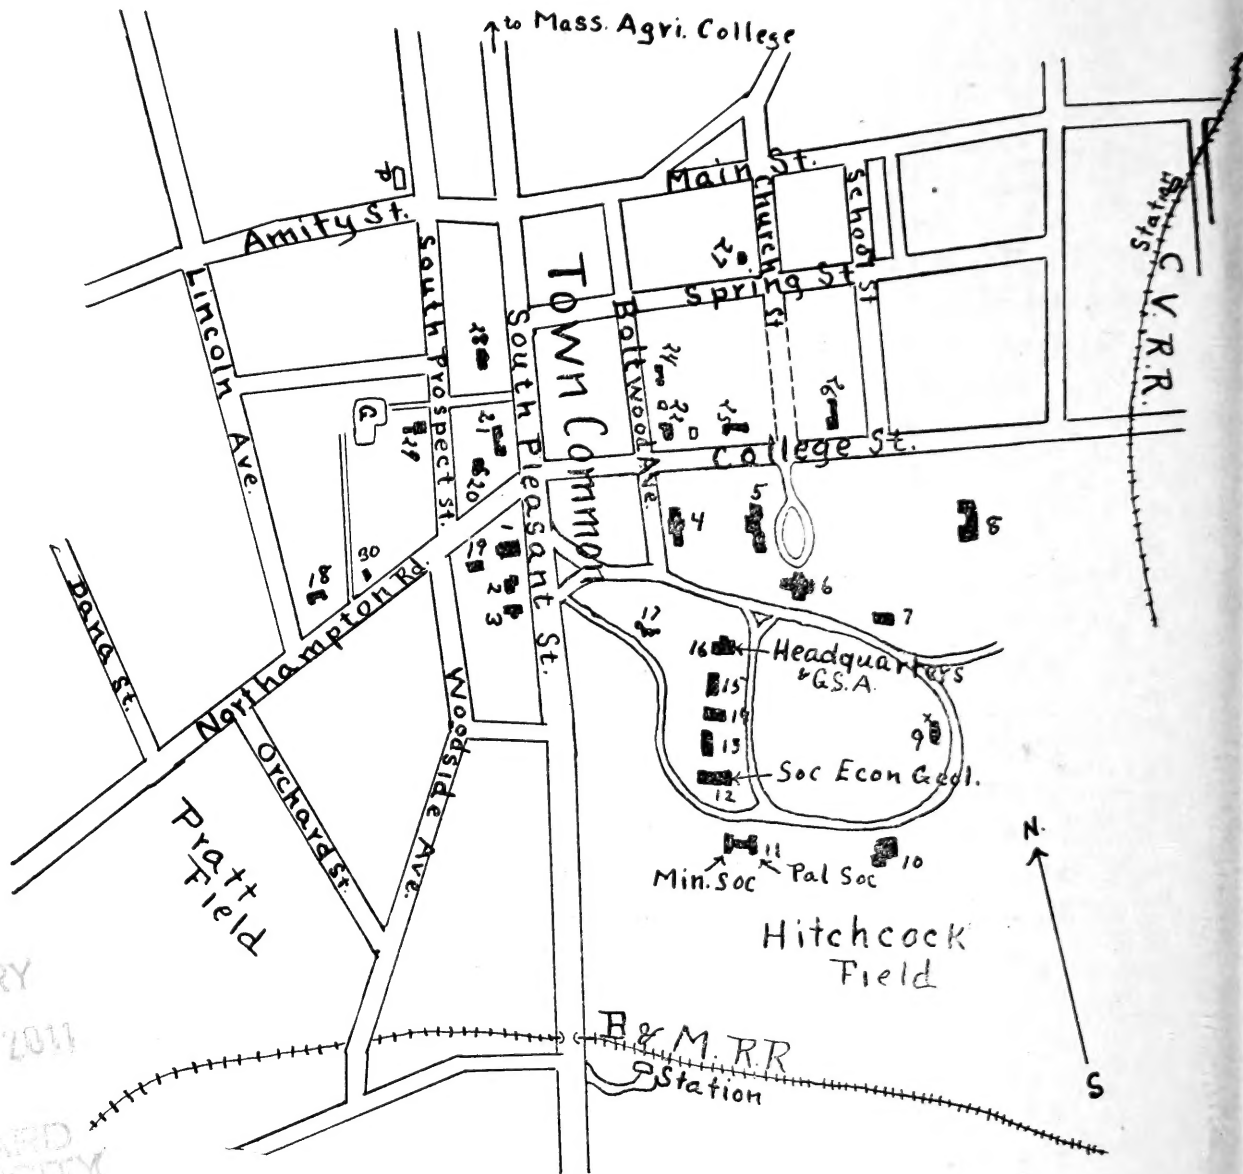 to Mass. Agri. College
Main St.
Church St
School St
Station
C.V.R.R.
P
Amity St.
South Prospect St.
South Pleasant St.
Town Common
Boltwood Ave.
Spring St
27
Lincoln Ave.
28
24
22
25
26
G
29
21
20
College St.
4
5
8
1
19
2
3
6
7
18
30
Northampton Rd.
Dana St.
17
16
Headquarters
& G.S.A.
15
14
13
12
Soc Econ Geol.
9
x
Woodside Ave.
Orchard St.
Pratt
Field
11
10
Min. Soc
Pal Soc
N.
S
Hitchcock
Field
B & M. R.R
Station
RY
2011